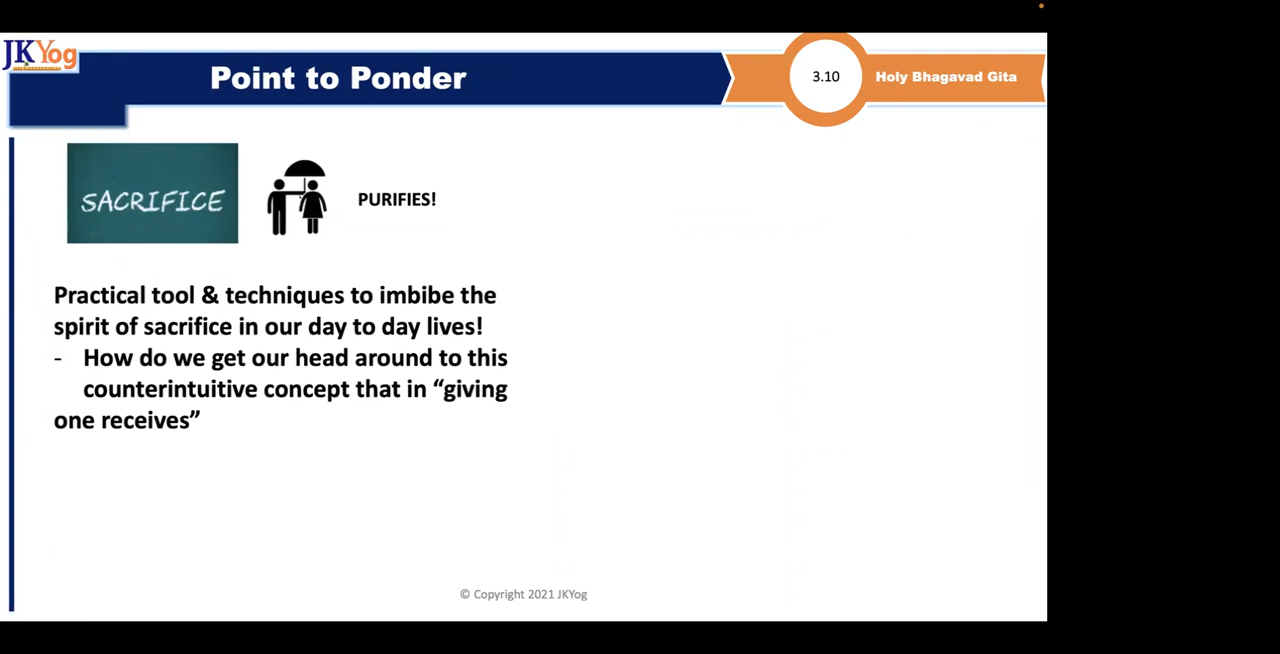 JKYog
Point to Ponder
3.10
Holy Bhagavad Gita
SACRIFICE
PURIFIES!
Practical tool & techniques to imbibe the
spirit of sacrifice in our day to day lives!
- How do we get our head around to this
counterintuitive concept that in “giving
one receives”
© Copyright 2021 JKYog